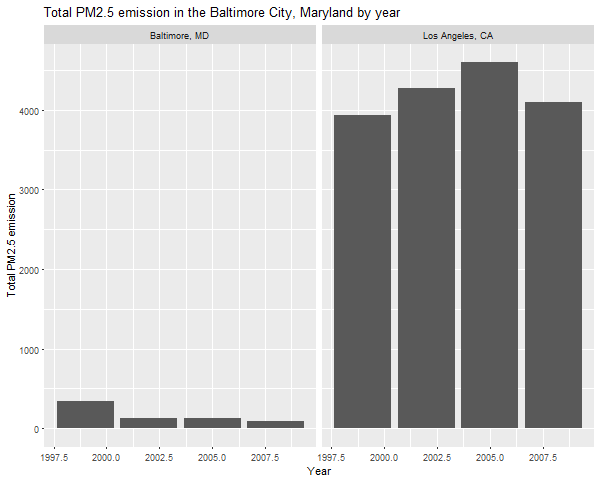 Total PM2.5 emission in the Baltimore City, Maryland by year
Baltimore, MD
Los Angeles, CA
Total PM2.5 emission
4000
3000
2000
1000
0
1997.5 2000.0 2002.5 2005.0 2007.5
1997.5 2000.0 2002.5 2005.0 2007.5
Year